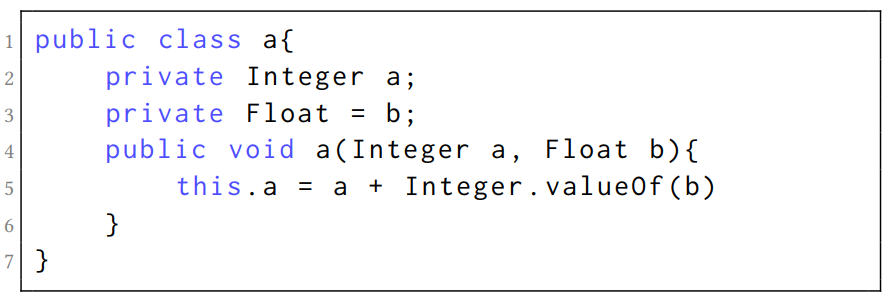 1 public class a{
2 private Integer a;
3 private Float = b;
4 public void a(Integer a, Float b){
5 this.a = a + Integer.valueOf(b)
6 }
7 }